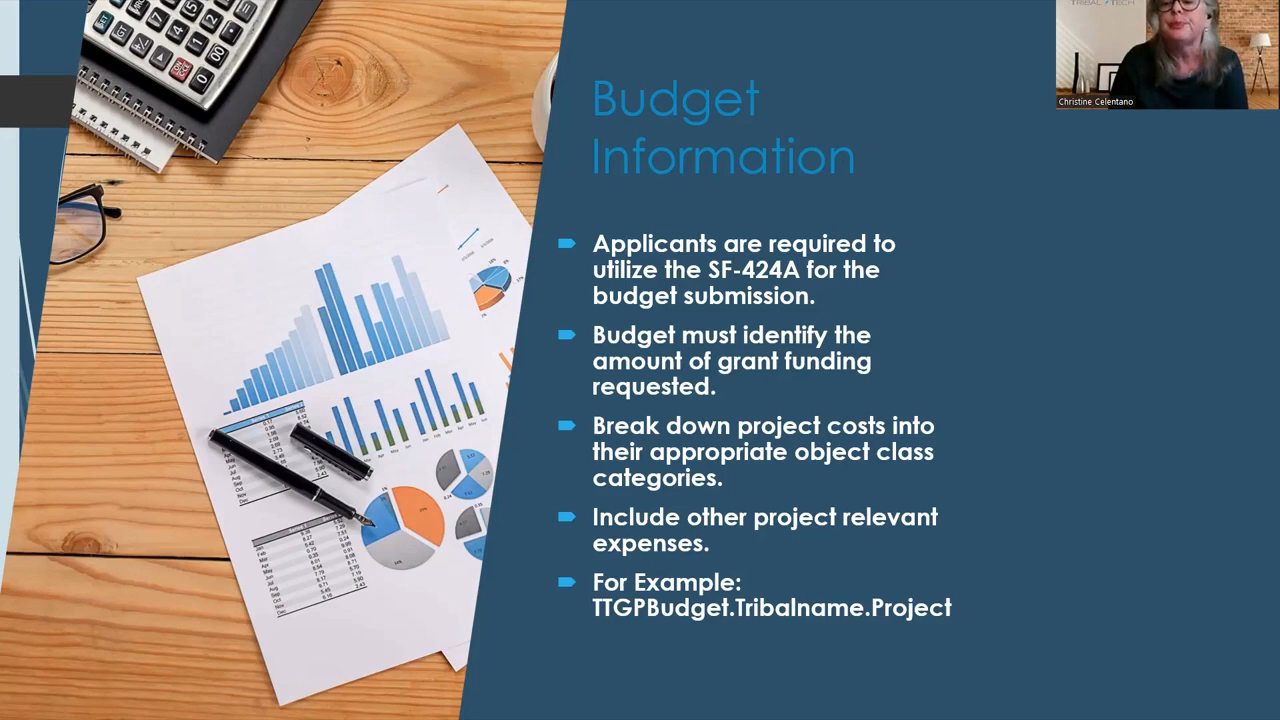 TRIBAL TECH
Christine Celentano
Budget
Information
Applicants are required to
utilize the SF-424A for the
budget submission.
Budget must identify the
amount of grant funding
requested.
Break down project costs into
their appropriate object class
categories.
Include other project relevant
expenses.
For Example:
TTGPBudget.Tribalname.Project